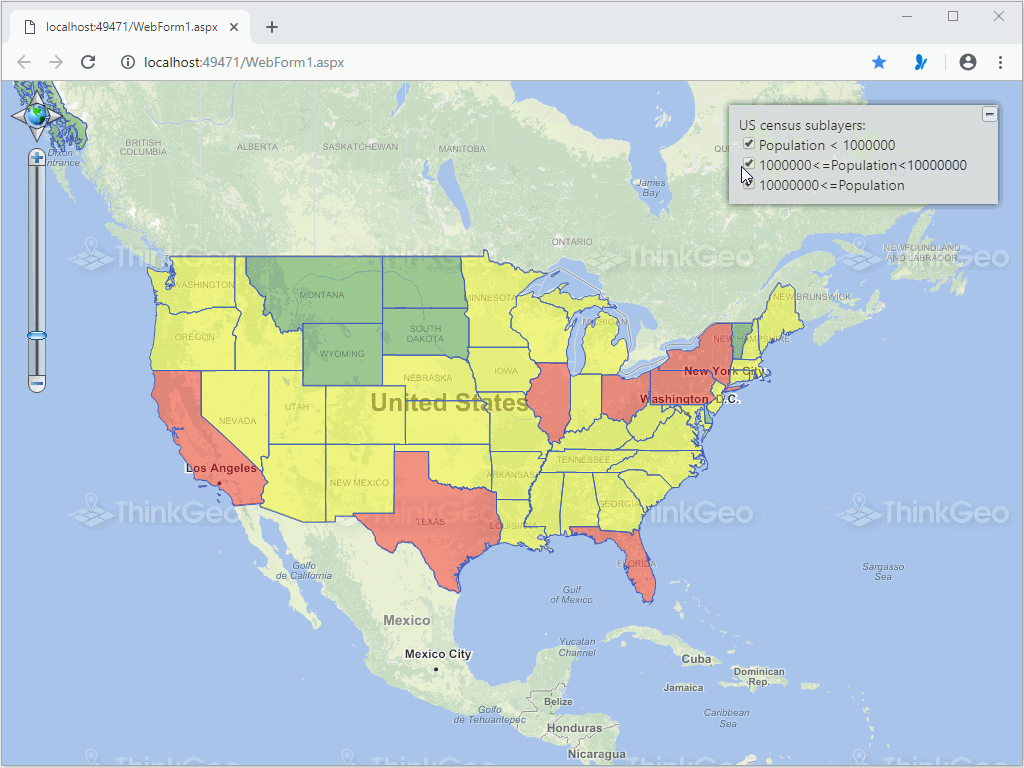 localhost:49471/WebForm1.aspx
localhost:49471/WebForm1.aspx
US census sublayers:
Population < 1000000
1000000<=Population<10000000
10000000<=Population
Dixon
Entrance
BRITISH
COLUMBIA
ALBERTA
SASKATCHEWAN
MANITOBA
James
Bay
ONTARIO
NEWFOUNDLAND
AND LABRADOR
ThinkGeo
ThinkGeo
ThinkGeo
ThinkGeo
WASHINGTON
MONTANA
MINNESOTA
NEW BRUNSWICK
OREGON
SOUTH
DAKOTA
MICHIGAN
NEW HAMPSHIRE
WYOMING
NEBRASKA
IOWA
New York City
UTAH
United States
Washington, D.C.
NEVADA
TENNESSEE
Los Angeles
NEW MEXICO
ARKANSAS
GEORGIA
ThinkGeo
ThinkGeo
ThinkGeo
ThinkGeo
TEXAS
LOUISIANA
FLORIDA
Golfo
de California
Sargasso
Sea
Gulf
of Mexico
Mexico
Yucatan
Channel
Mexico City
Cuba
Dominican
Rep.
Jamaica
Belize
Golfo
de Tehuantepec
Caribbean
Sea
Honduras
Nicaragua
ThinkGeo
ThinkGeo
ThinkGeo
ThinkGeo